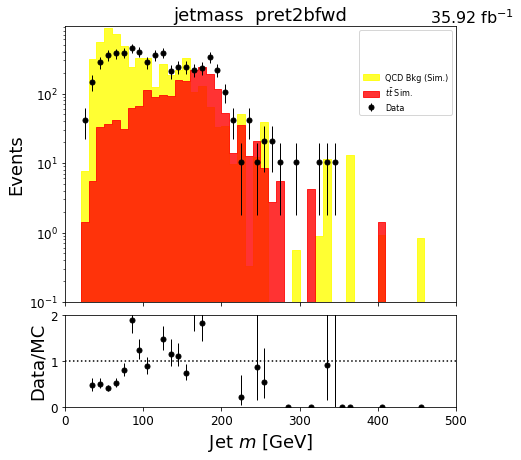 jetmass  pret2bfwd
35.92 fb⁻¹
QCD Bkg (Sim.)
tt̄ Sim.
Data
Events
10²
10¹
10⁰
10⁻¹
Data/MC
2
1
0
0
100
200
300
400
500
Jet m [GeV]